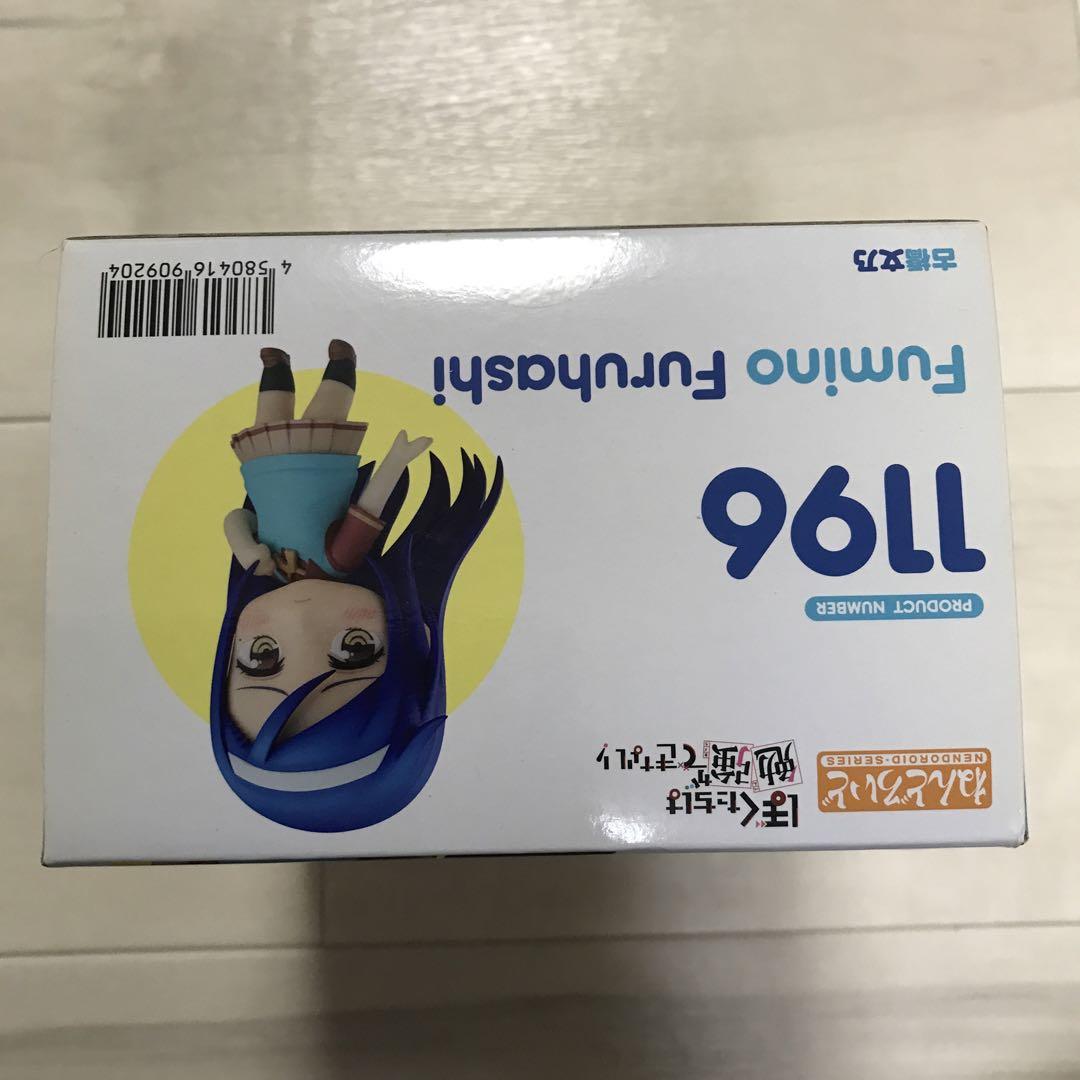 ねんどろいど
NENDOROID-SERIES
ぼくたちは
勉強ができない
PRODUCT NUMBER
1196
Fumino Furuhashi
古橋文乃
4 580416 909204